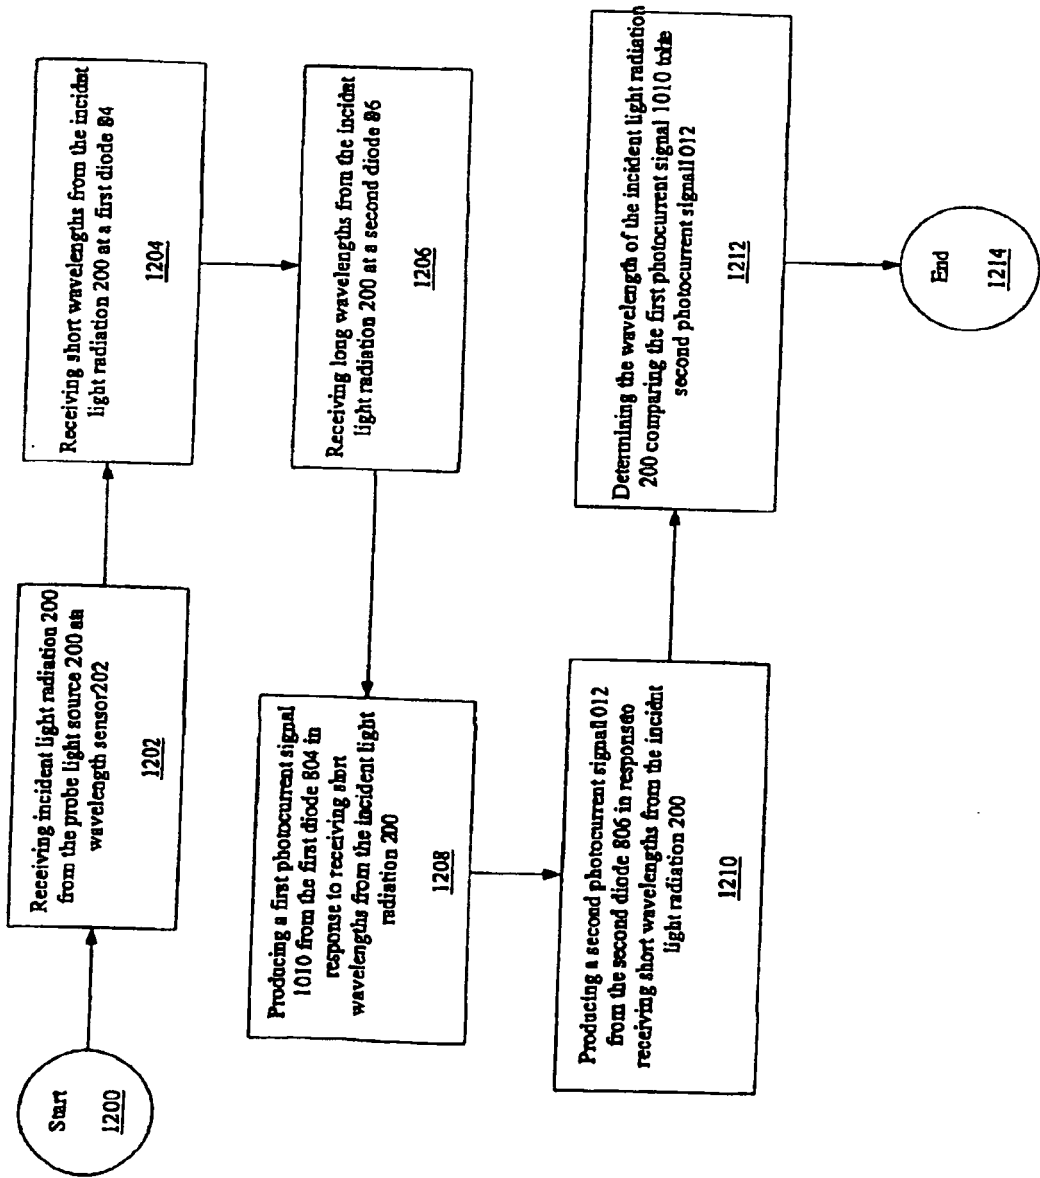 Start
1200
Receiving incident light radiation 200
from the probe light source 200 at a
wavelength sensor202
1202
Receiving short wavelengths from the incident
light radiation 200 at a first diode 84
1204
Receiving long wavelengths from the incident
light radiation 200 at a second diode 86
1206
Producing a first photocurrent signal
1010 from the first diode 804 in
response to receiving short
wavelengths from the incident light
radiation 200
1208
Producing a second photocurrent signal1012
from the second diode 806 in response to
receiving short wavelengths from the incident
light radiation 200
1210
Determining the wavelength of the incident light radiation
200 comparing the first photocurrent signal 1010 to the
second photocurrent signal1012
1212
End
1214